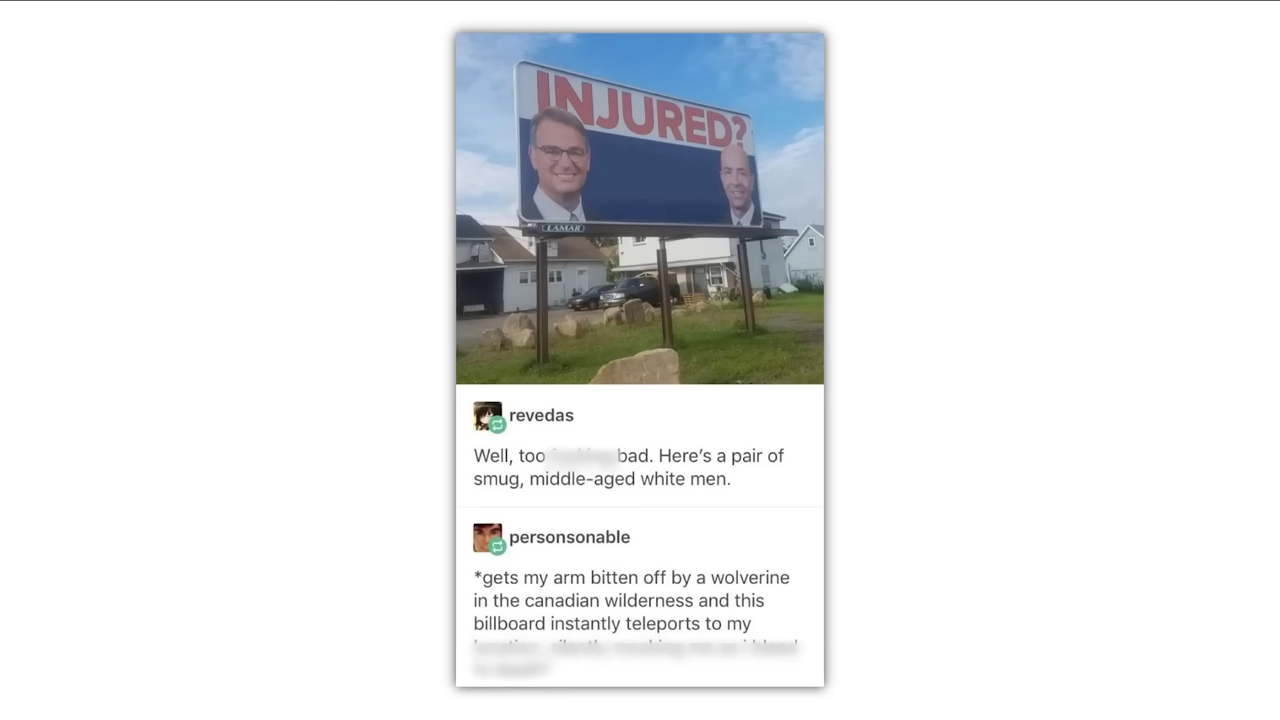 INJURED?
LAMAR
revedas
Well, too bad. Here’s a pair of
smug, middle-aged white men.
personsonable
*gets my arm bitten off by a wolverine
in the canadian wilderness and this
billboard instantly teleports to my